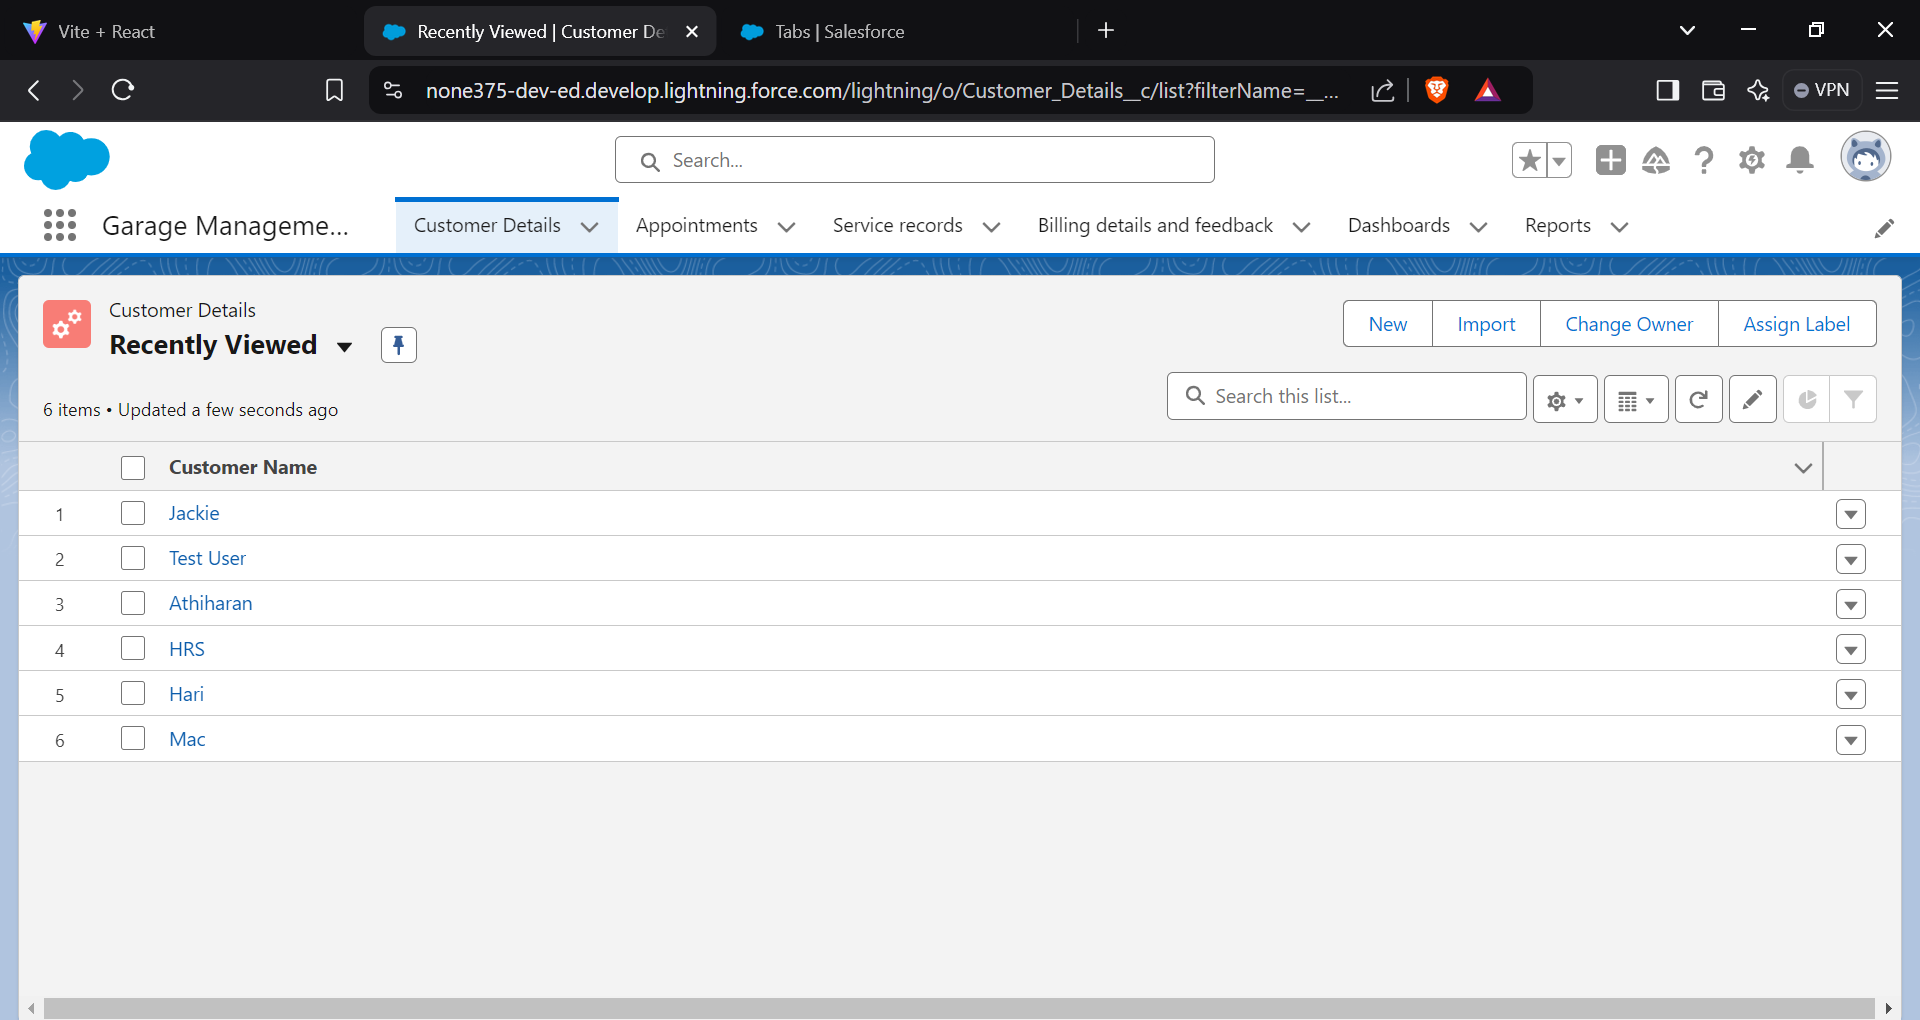 Vite + React
Recently Viewed | Customer De
Tabs | Salesforce
none375-dev-ed.develop.lightning.force.com/lightning/o/Customer_Details__c/list?filterName=__...
VPN
Search...
Garage Manageme...
Customer Details
Appointments
Service records
Billing details and feedback
Dashboards
Reports
Customer Details
Recently Viewed
New
Import
Change Owner
Assign Label
6 items • Updated a few seconds ago
Search this list...
Customer Name
1 Jackie
2 Test User
3 Athiharan
4 HRS
5 Hari
6 Mac